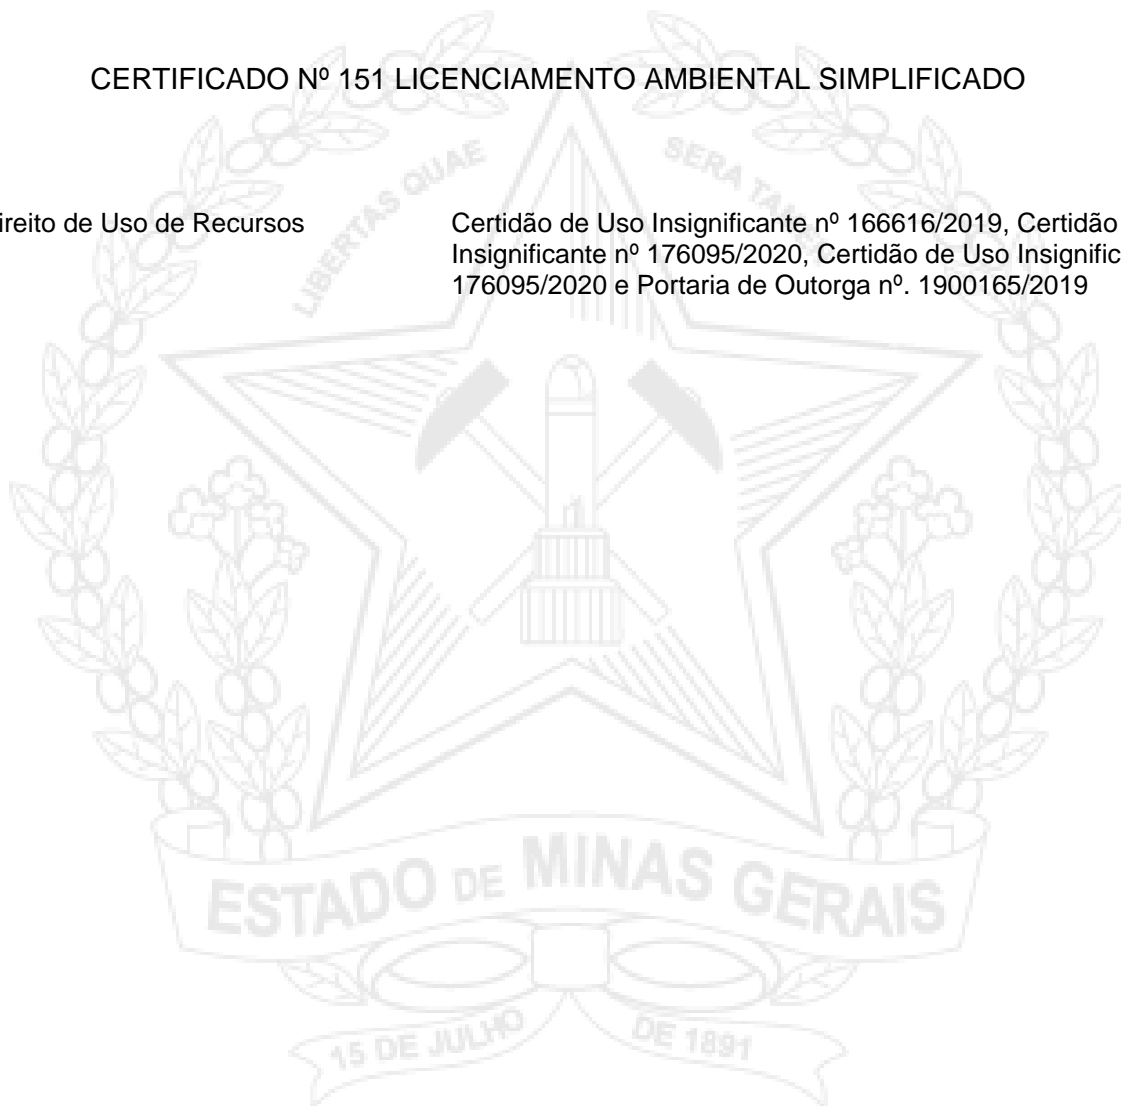 CERTIFICADO Nº 151 LICENCIAMENTO AMBIENTAL SIMPLIFICADO
LIBERTAS QUAE SERA TAMEN
ireito de Uso de Recursos
Certidão de Uso Insignificante nº 166616/2019, Certidão
Insignificante nº 176095/2020, Certidão de Uso Insignific
176095/2020 e Portaria de Outorga nº. 1900165/2019
ESTADO DE MINAS GERAIS
15 DE JULHO DE 1891